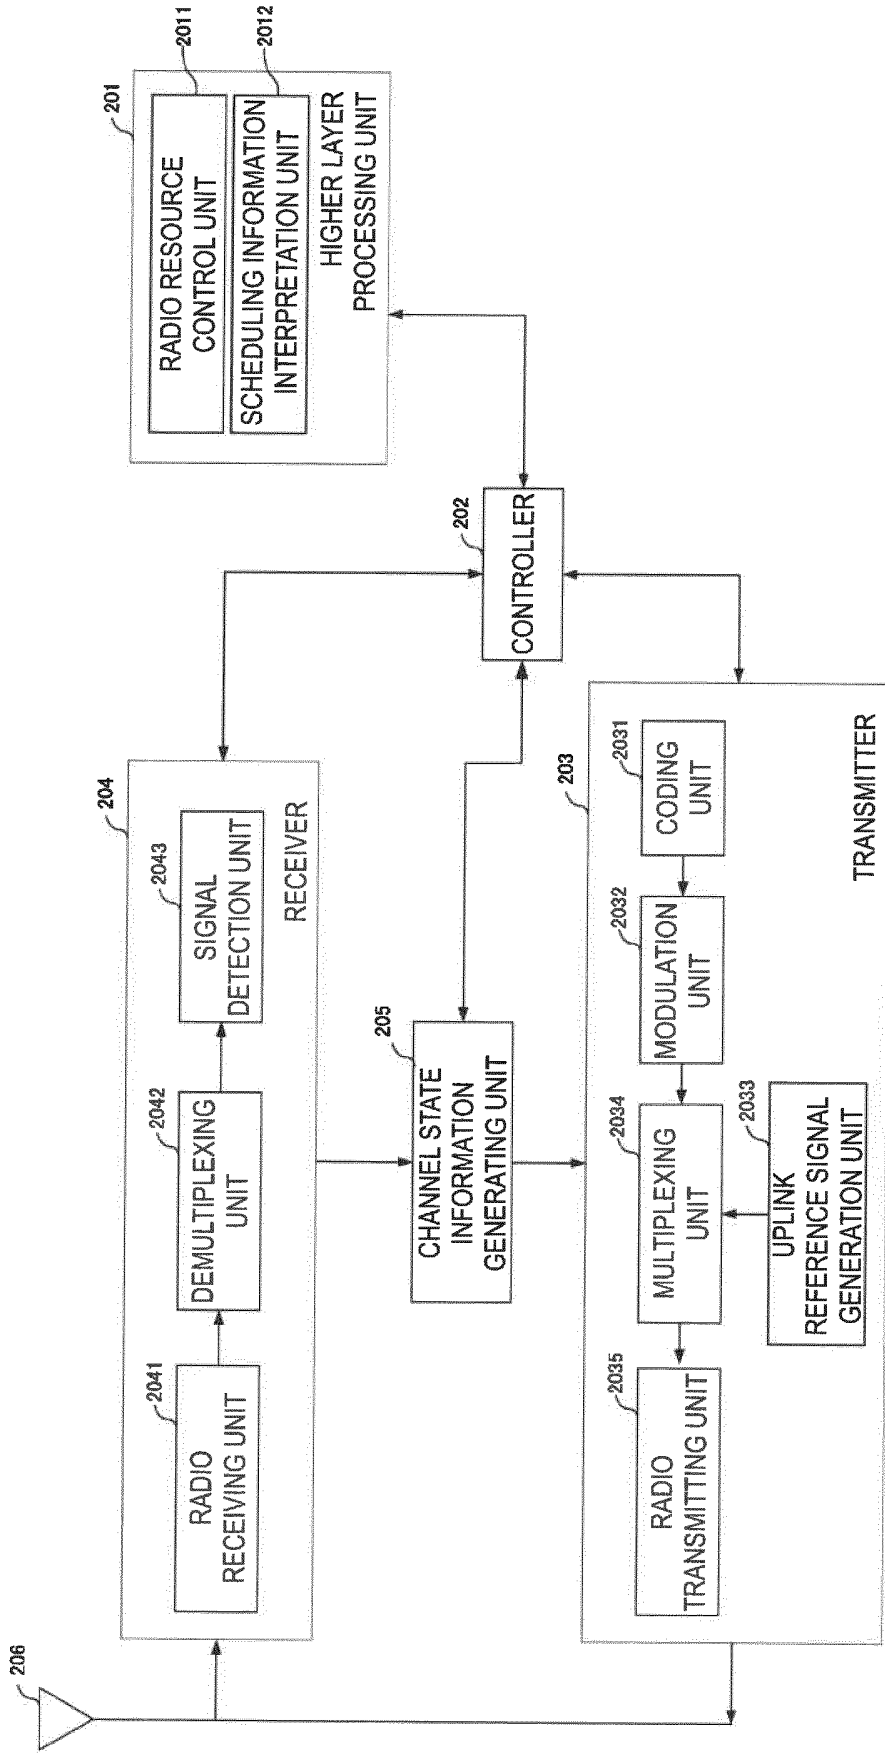 206
204
2041
RADIO
RECEIVING UNIT
2042
DEMULTIPLEXING
UNIT
2043
SIGNAL
DETECTION UNIT
RECEIVER
205
CHANNEL STATE
INFORMATION
GENERATING UNIT
202
CONTROLLER
201
2011
RADIO RESOURCE
CONTROL UNIT
2012
SCHEDULING INFORMATION
INTERPRETATION UNIT
HIGHER LAYER
PROCESSING UNIT
203
2035
RADIO
TRANSMITTING UNIT
2034
MULTIPLEXING
UNIT
2032
MODULATION
UNIT
2031
CODING
UNIT
2033
UPLINK
REFERENCE SIGNAL
GENERATION UNIT
TRANSMITTER